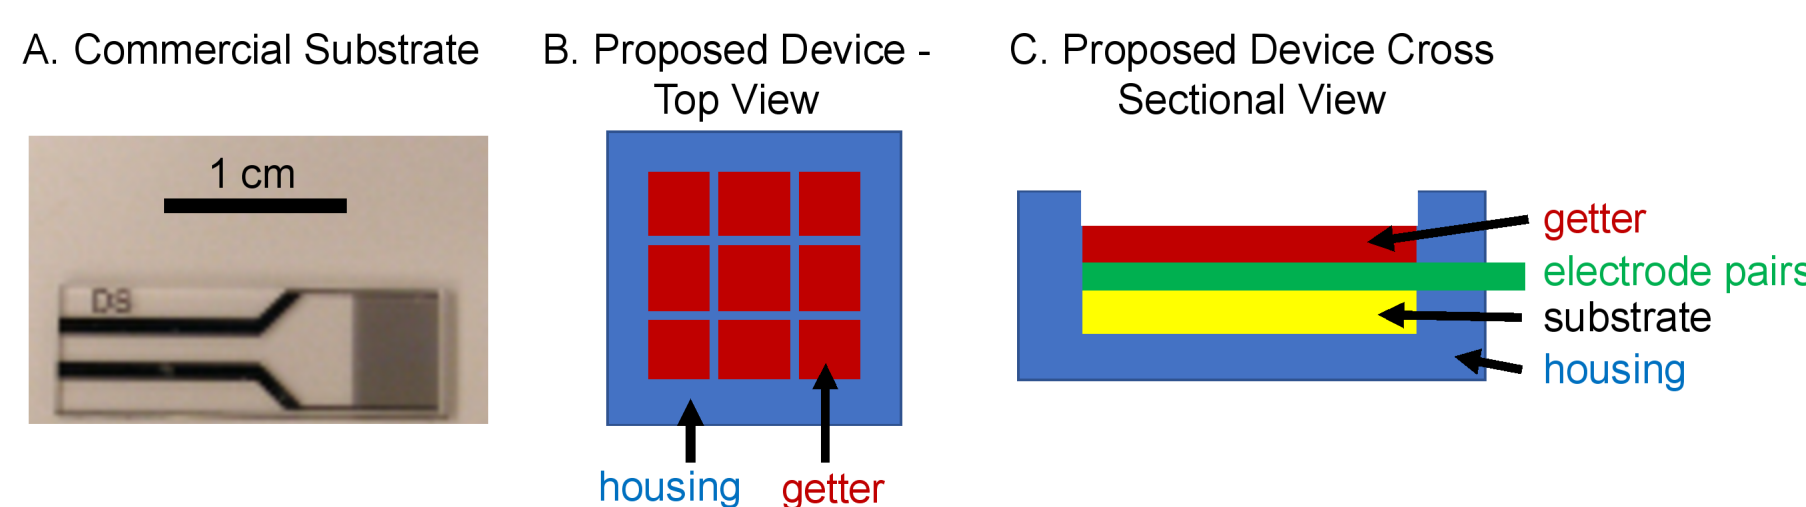 A. Commercial Substrate
1 cm
DS
B. Proposed Device -
Top View
housing
getter
C. Proposed Device Cross
Sectional View
getter
electrode pairs
substrate
housing